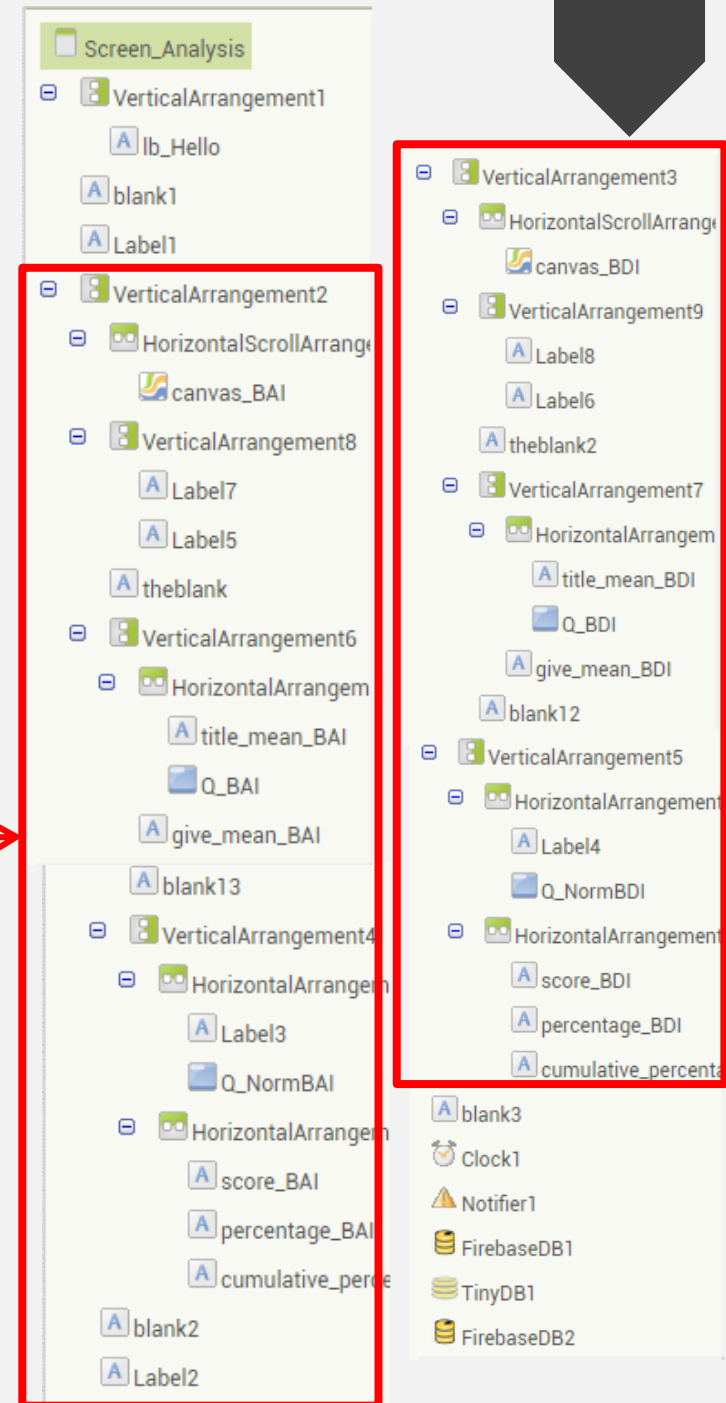 Screen_Analysis
VerticalArrangement1
lb_Hello
blank1
Label1
VerticalArrangement2
HorizontalScrollArrange
canvas_BAI
VerticalArrangement8
Label7
Label5
theblank
VerticalArrangement6
HorizontalArrangem
title_mean_BAI
Q_BAI
give_mean_BAI
blank13
VerticalArrangement4
HorizontalArrangem
Label3
Q_NormBAI
HorizontalArrangem
score_BAI
percentage_BAI
cumulative_perce
blank2
Label2
VerticalArrangement3
HorizontalScrollArrange
canvas_BDI
VerticalArrangement9
Label8
Label6
theblank2
VerticalArrangement7
HorizontalArrangem
title_mean_BDI
Q_BDI
give_mean_BDI
blank12
VerticalArrangement5
HorizontalArrangement
Label4
Q_NormBDI
HorizontalArrangement
score_BDI
percentage_BDI
cumulative_percenta
blank3
Clock1
Notifier1
FirebaseDB1
TinyDB1
FirebaseDB2